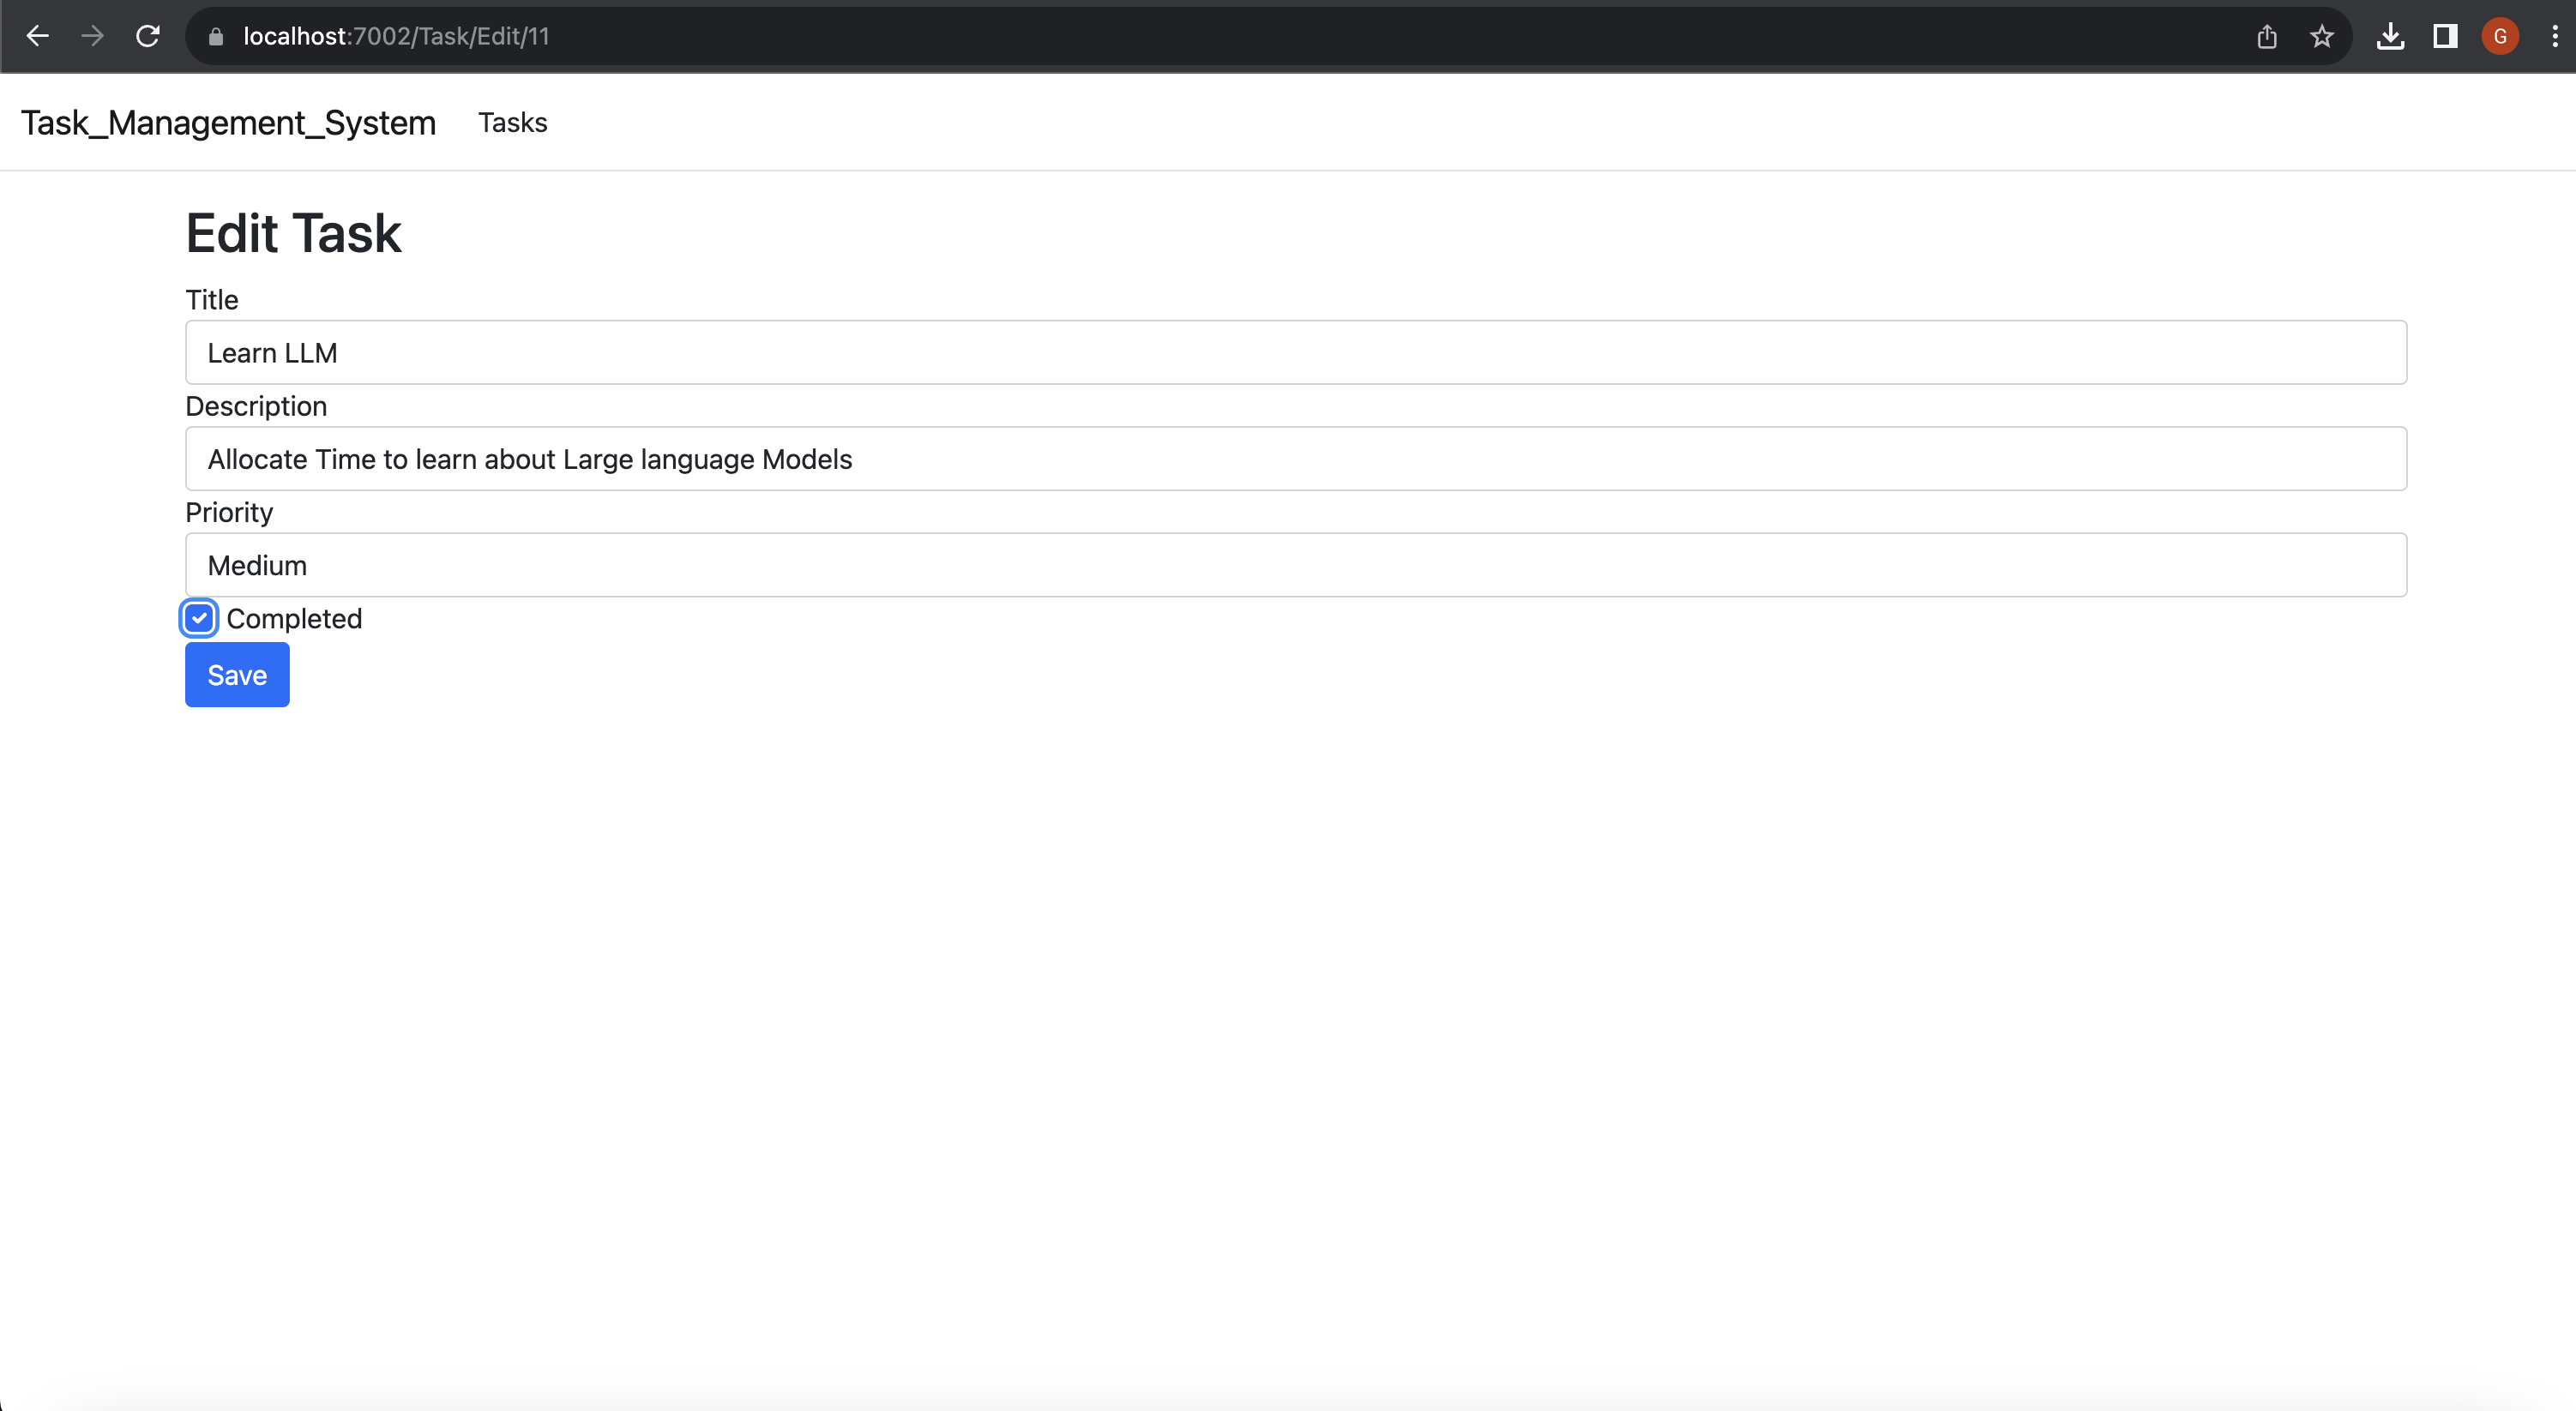 localhost:7002/Task/Edit/11
G
Task_Management_System Tasks
Edit Task
Title
Learn LLM
Description
Allocate Time to learn about Large language Models
Priority
Medium
Completed
Save